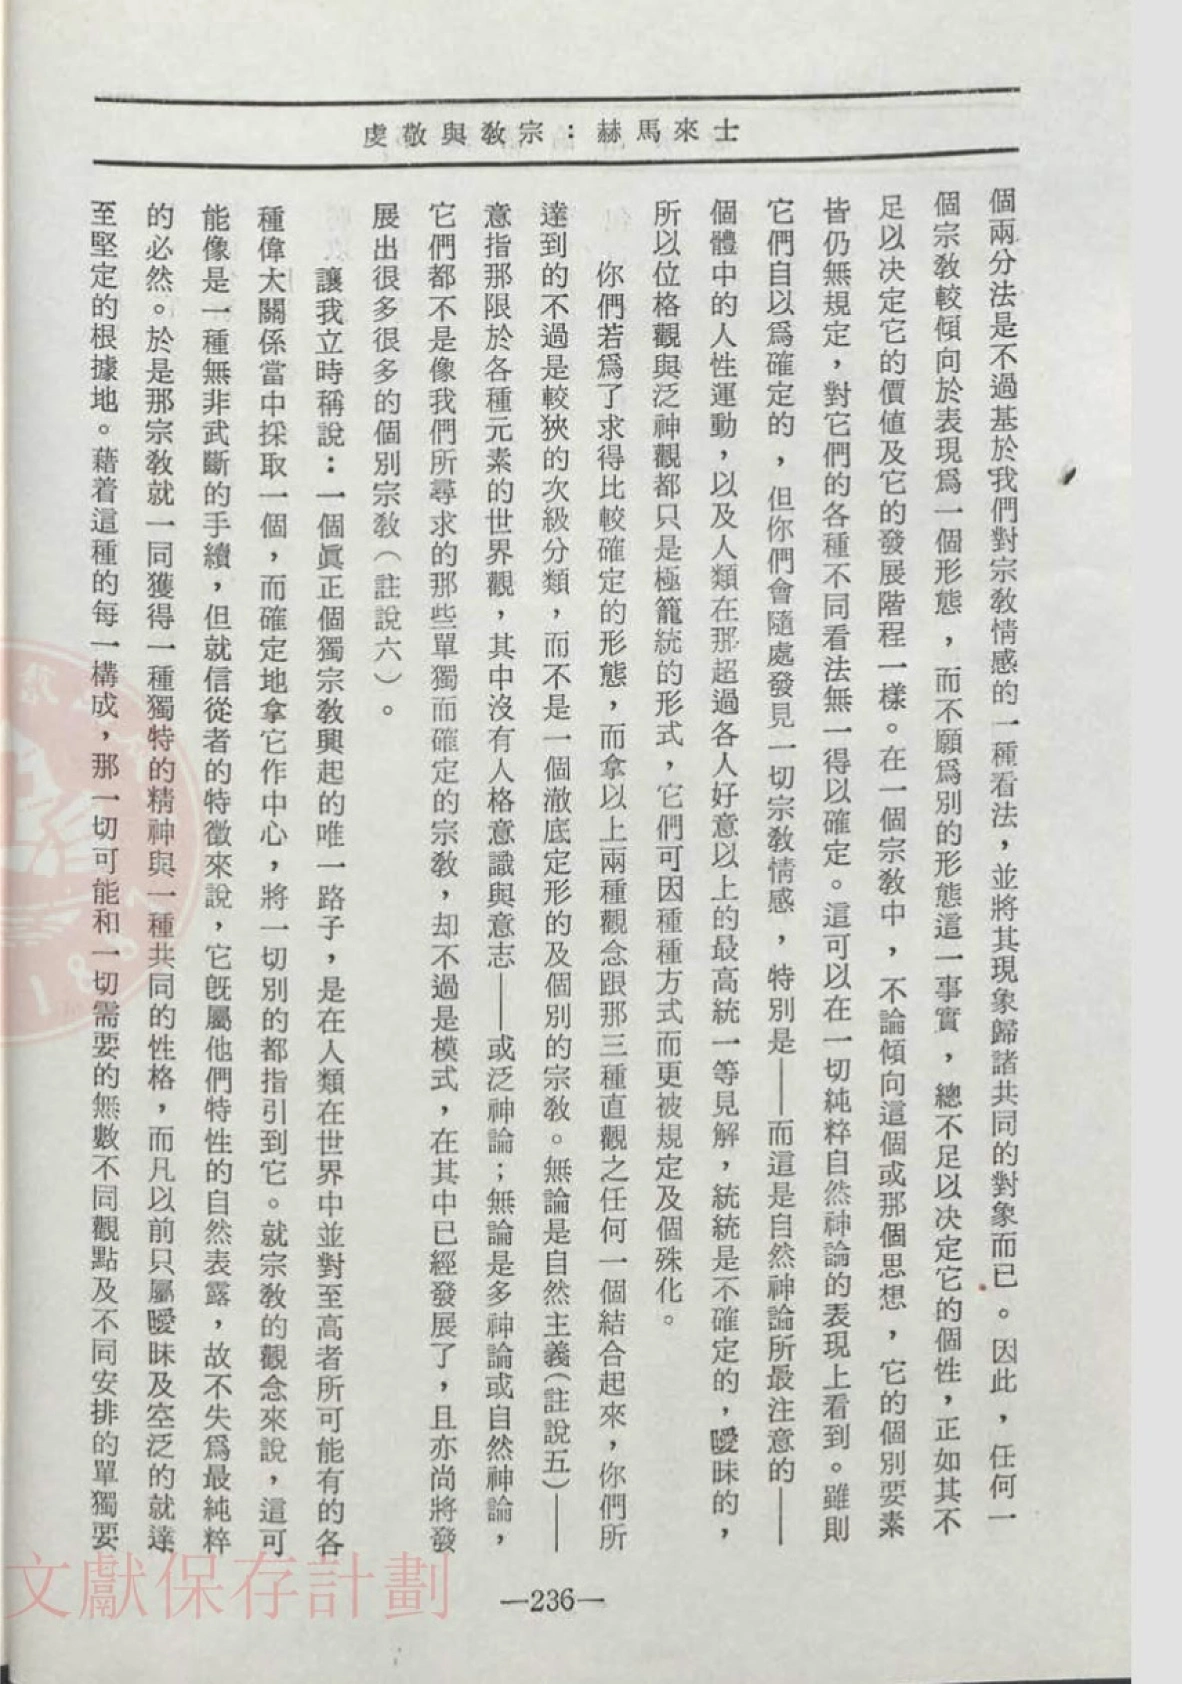 士來馬赫：宗教與敬虔
個兩分法是不過基於我們對宗教情感的一種看法，並將其現象歸諸共同的對象而已。因此，任何一
個宗教較傾向於表現爲一個形態，而不願爲別的形態這一事實，總不足以决定它的個性，正如其不
足以决定它的價值及它的發展階程一樣。在一個宗教中，不論傾向這個或那個思想，它的個別要素
皆仍無規定，對它們的各種不同看法無一得以確定。這可以在一切純粹自然神論的表現上看到。雖則
它們自以爲確定的，但你們會隨處發見一切宗教情感，特別是——而這是自然神論所最注意的——
個體中的人性運動，以及人類在那超過各人好意以上的最高統一等見解，統統是不確定的，曖昧的，
所以位格觀與泛神觀都只是極籠統的形式，它們可因種種方式而更被規定及個殊化。
你們若爲了求得比較確定的形態，而拿以上兩種觀念跟那三種直觀之任何一個結合起來，你們所
達到的不過是較狹的次級分類，而不是一個澈底定形的及個別的宗教。無論是自然主義（註說五）——
意指那限於各種元素的世界觀，其中沒有人格意識與意志——或泛神論；無論是多神論或自然神論，
它們都不是像我們所尋求的那些單獨而確定的宗教，却不過是模式，在其中已經發展了，且亦尚將發
展出很多很多的個別宗教（註說六）。
讓我立時稱說：一個眞正個獨宗教興起的唯一路子，是在人類在世界中並對至高者所可能有的各
種偉大關係當中採取一個，而確定地拿它作中心，將一切別的都指引到它。就宗教的觀念來說，這可
能像是一種無非武斷的手續，但就信從者的特徵來說，它旣屬他們特性的自然表露，故不失爲最純粹
的必然。於是那宗教就一同獲得一種獨特的精神與一種共同的性格，而凡以前只屬曖昧及空泛的就達
至堅定的根據地。藉着這種的每一構成，那一切可能和一切需要的無數不同觀點及不同安排的單獨要
—236—
文獻保存計劃